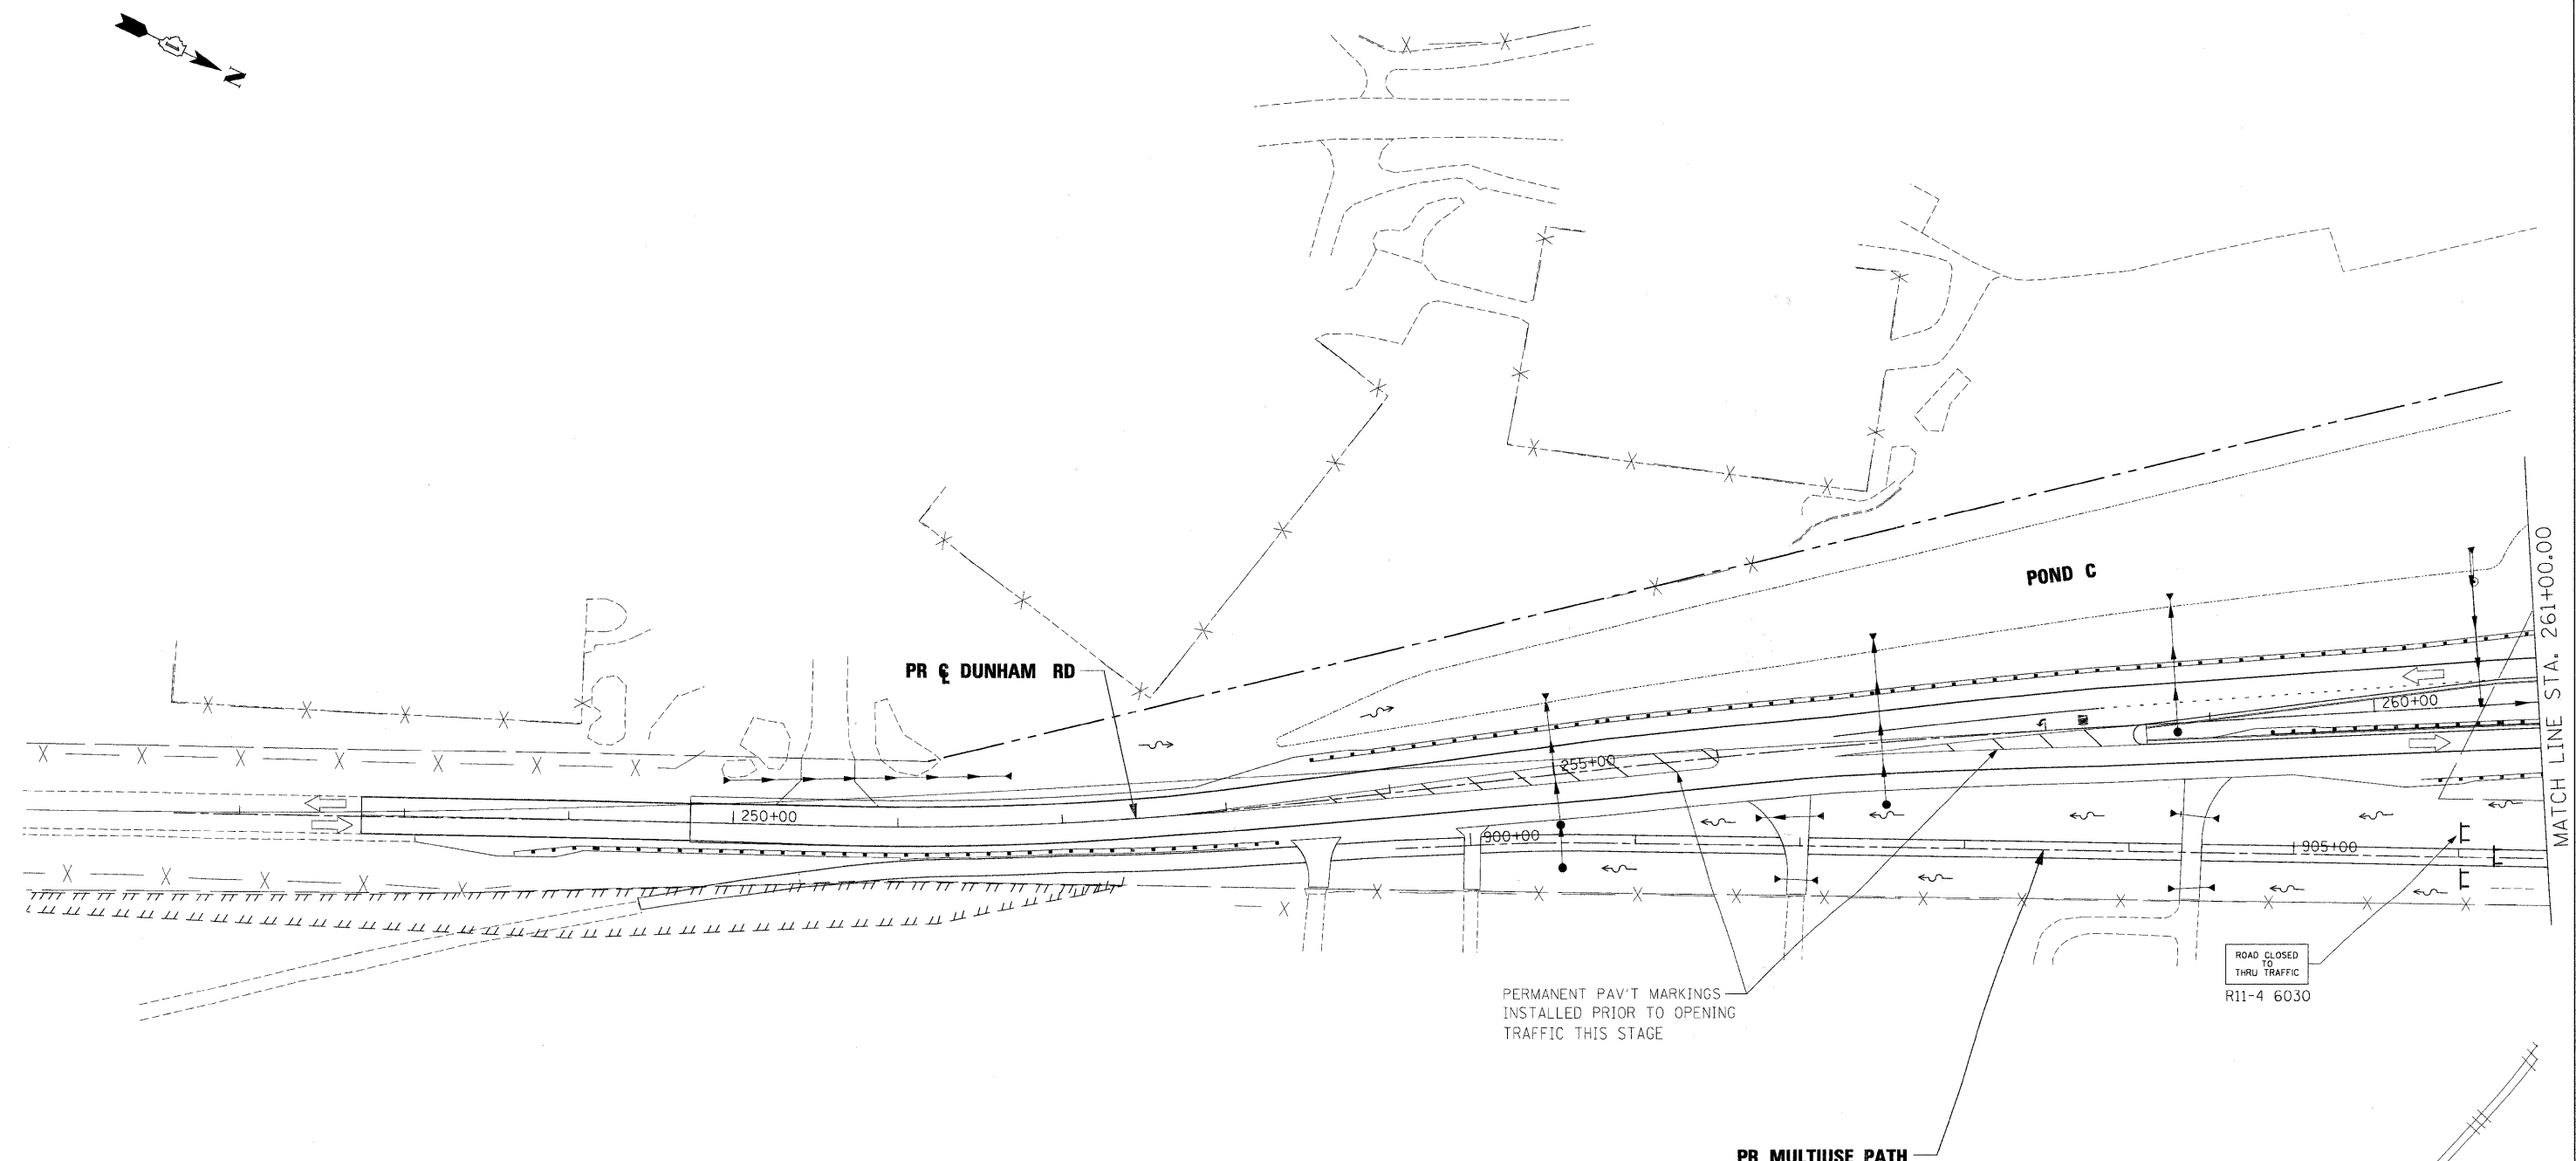 N
POND C
PR ℄ DUNHAM RD
250+00
255+00
260+00
900+00
905+00
MATCH LINE STA. 261+00.00
PERMANENT PAV'T MARKINGS
INSTALLED PRIOR TO OPENING
TRAFFIC THIS STAGE
ROAD CLOSED
TO
THRU TRAFFIC
R11-4 6030
PR MULTIUSE PATH